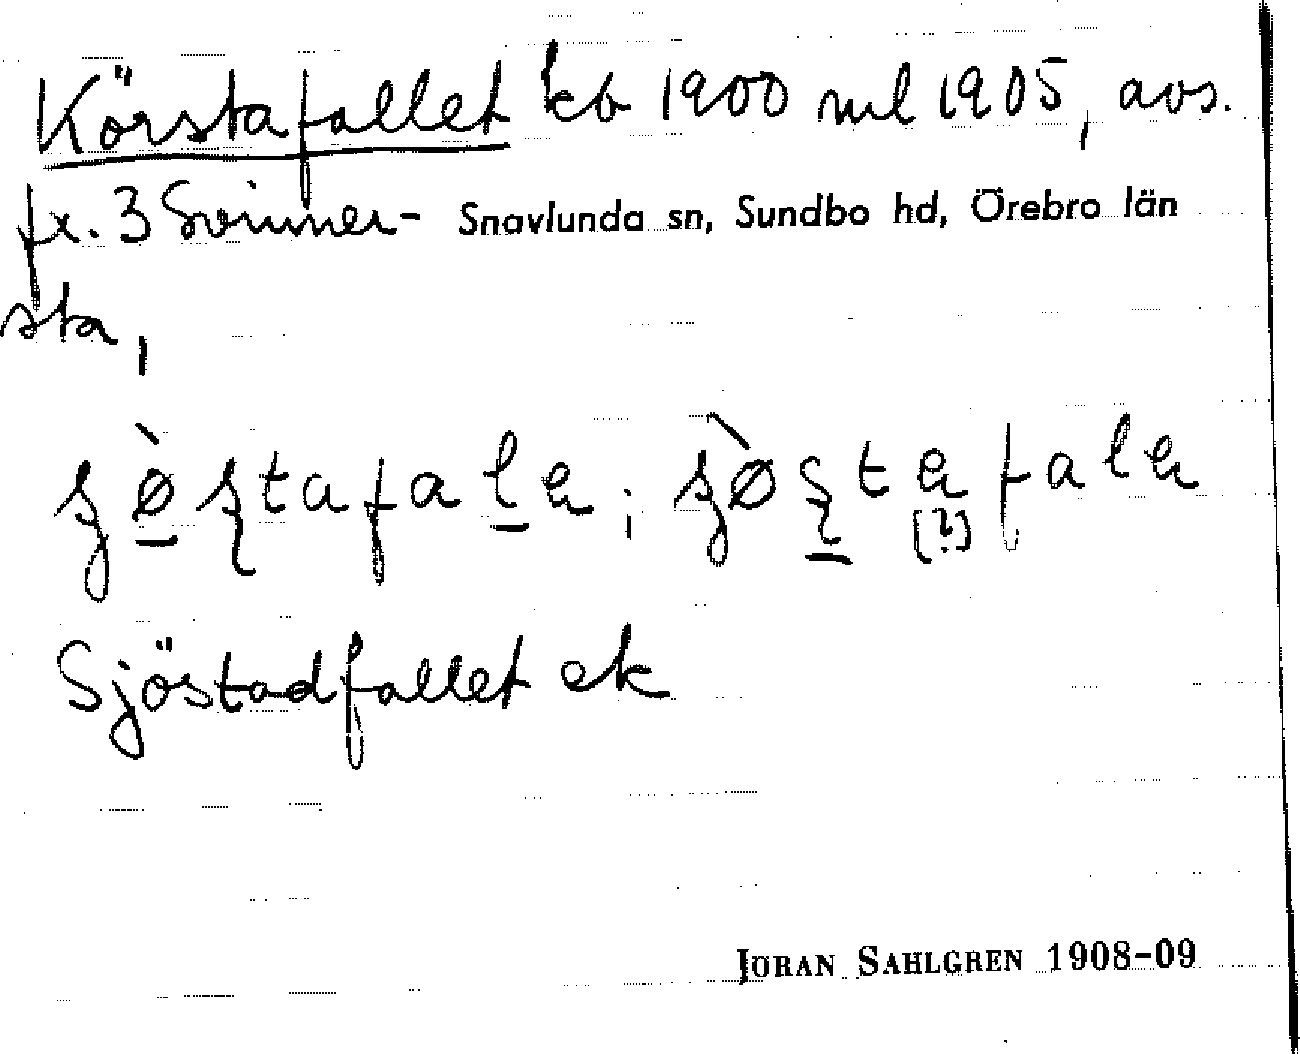 Körstafallet kb 1900 ml 1905, avs.
fr. 3 Svinner- Snavlunda sn, Sundbo hd, Örebro län
sta,
[?]
Sjöstadfallet ek
JORAN SAHLGREN 1908-09